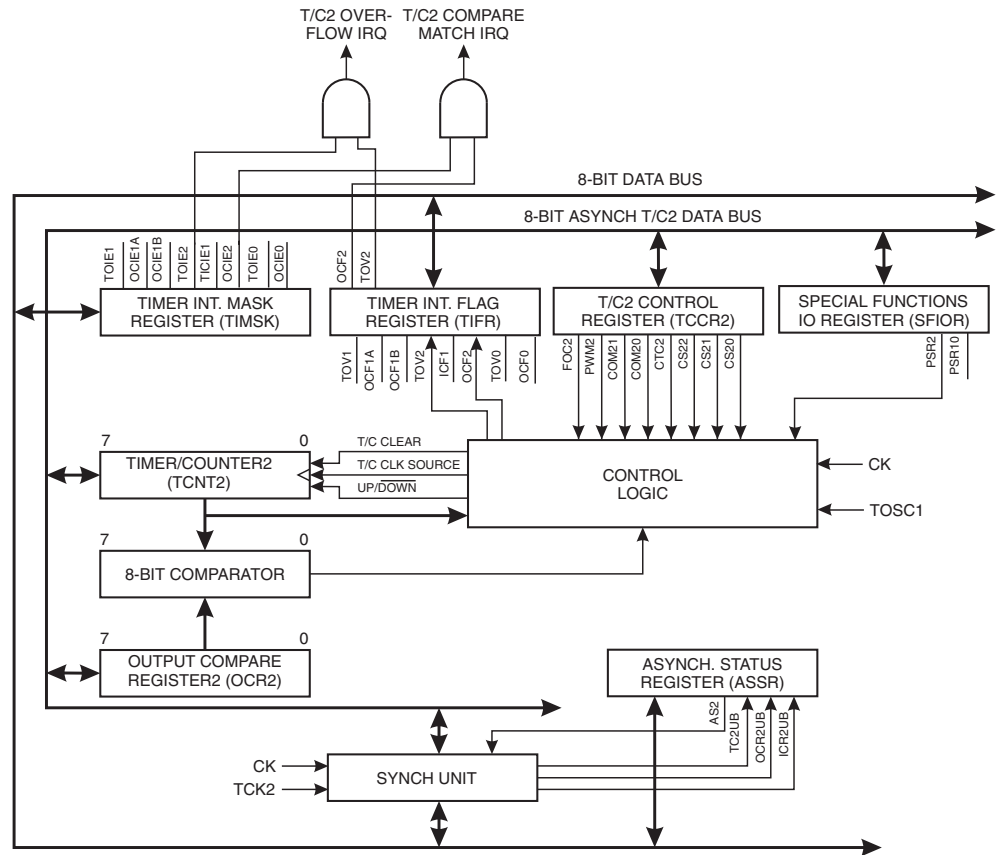 T/C2 OVER-
FLOW IRQ
T/C2 COMPARE
MATCH IRQ
8-BIT DATA BUS
8-BIT ASYNCH T/C2 DATA BUS
TOIE1
OCIE1A
OCIE1B
TOIE2
TICIE1
OCIE2
TOIE0
OCIE0
OCF2
TOV2
TIMER INT. MASK
REGISTER (TIMSK)
TIMER INT. FLAG
REGISTER (TIFR)
T/C2 CONTROL
REGISTER (TCCR2)
SPECIAL FUNCTIONS
IO REGISTER (SFIOR)
TOV1
OCF1A
OCF1B
TOV2
ICF1
OCF2
TOV0
OCF0
FOC2
PWM2
COM21
COM20
CTC2
CS22
CS21
CS20
PSR2
PSR10
7
0
TIMER/COUNTER2
(TCNT2)
T/C CLEAR
T/C CLK SOURCE
UP/DOWN
CONTROL
LOGIC
CK
TOSC1
7
0
8-BIT COMPARATOR
7
0
OUTPUT COMPARE
REGISTER2 (OCR2)
ASYNCH. STATUS
REGISTER (ASSR)
AS2
TC2UB
OCR2UB
ICR2UB
CK
TCK2
SYNCH UNIT